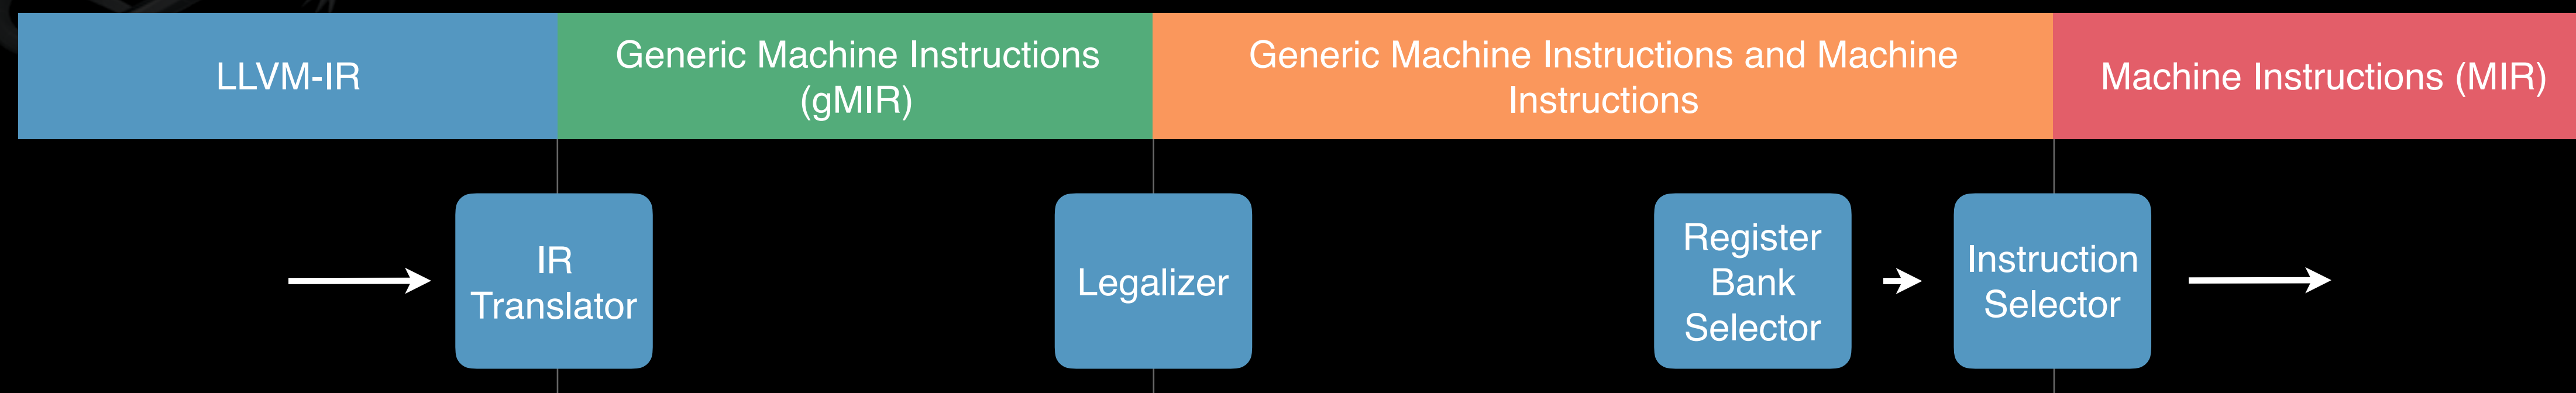 LLVM-IR
Generic Machine Instructions
(gMIR)
Generic Machine Instructions and Machine
Instructions
Machine Instructions (MIR)
IR
Translator
Legalizer
Register
Bank
Selector
Instruction
Selector